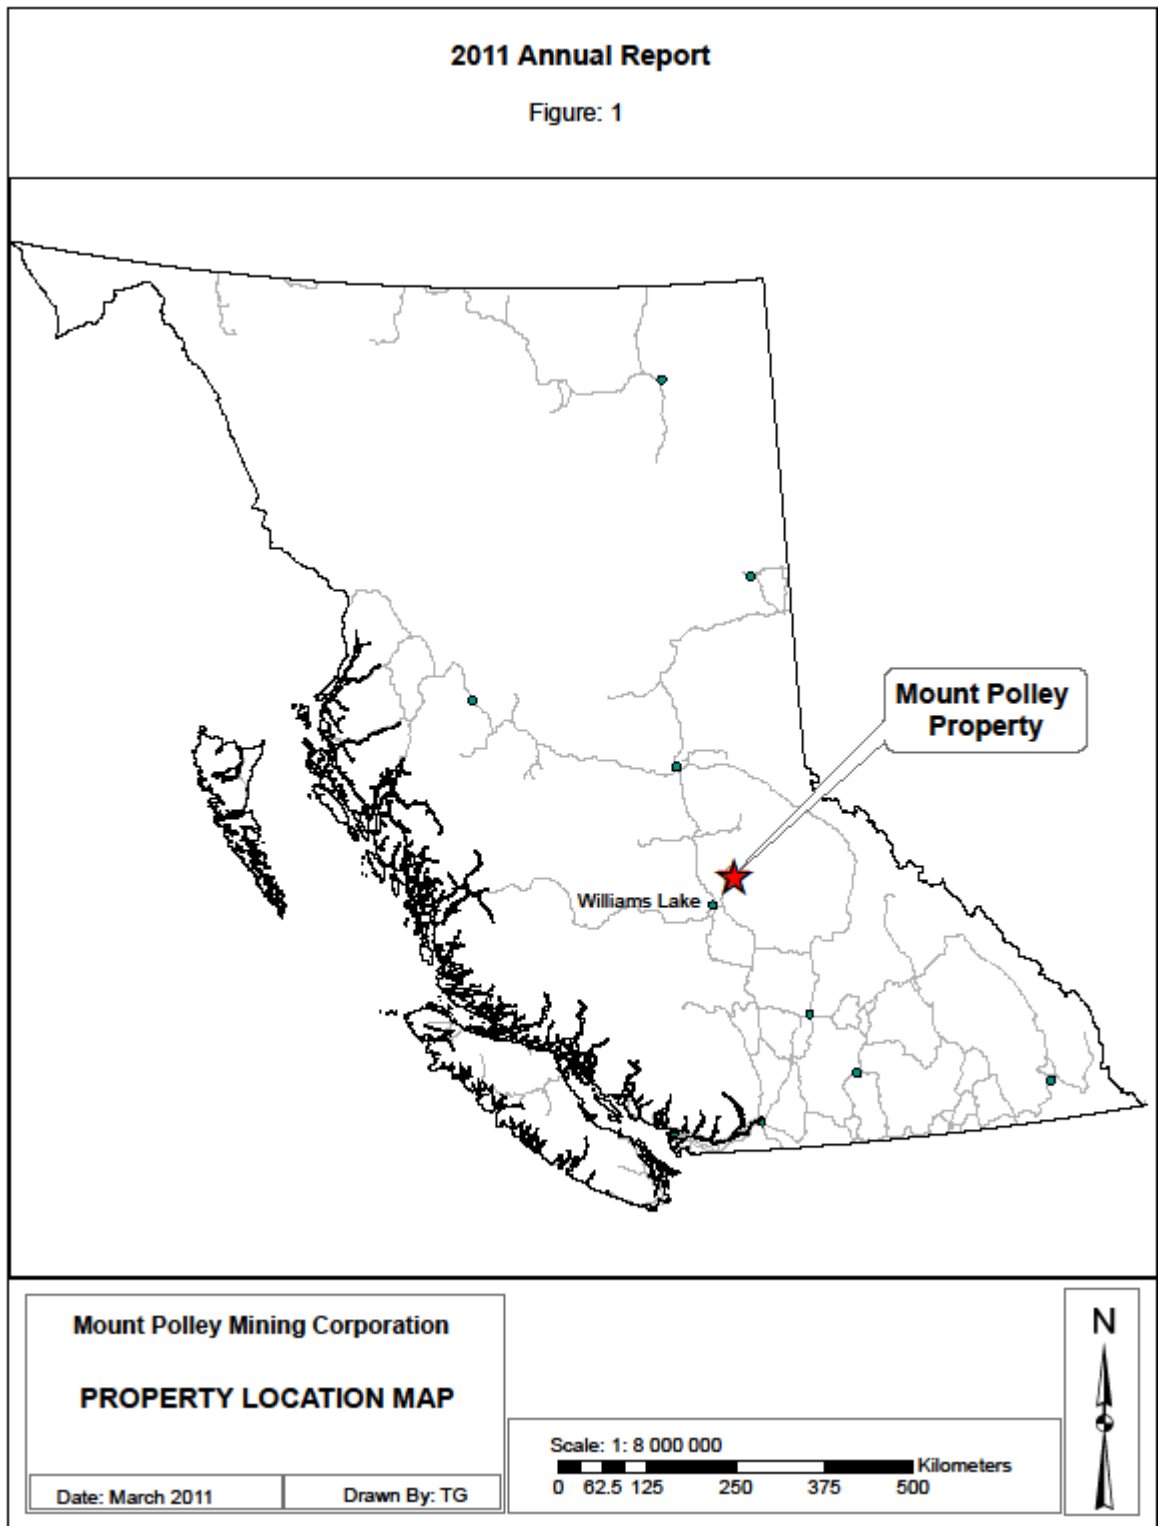 2011 Annual Report
Figure: 1
Mount Polley
Property
Williams Lake
Mount Polley Mining Corporation
PROPERTY LOCATION MAP
Date: March 2011
Drawn By: TG
Scale: 1: 8 000 000
Kilometers
0 62.5 125 250 375 500
N